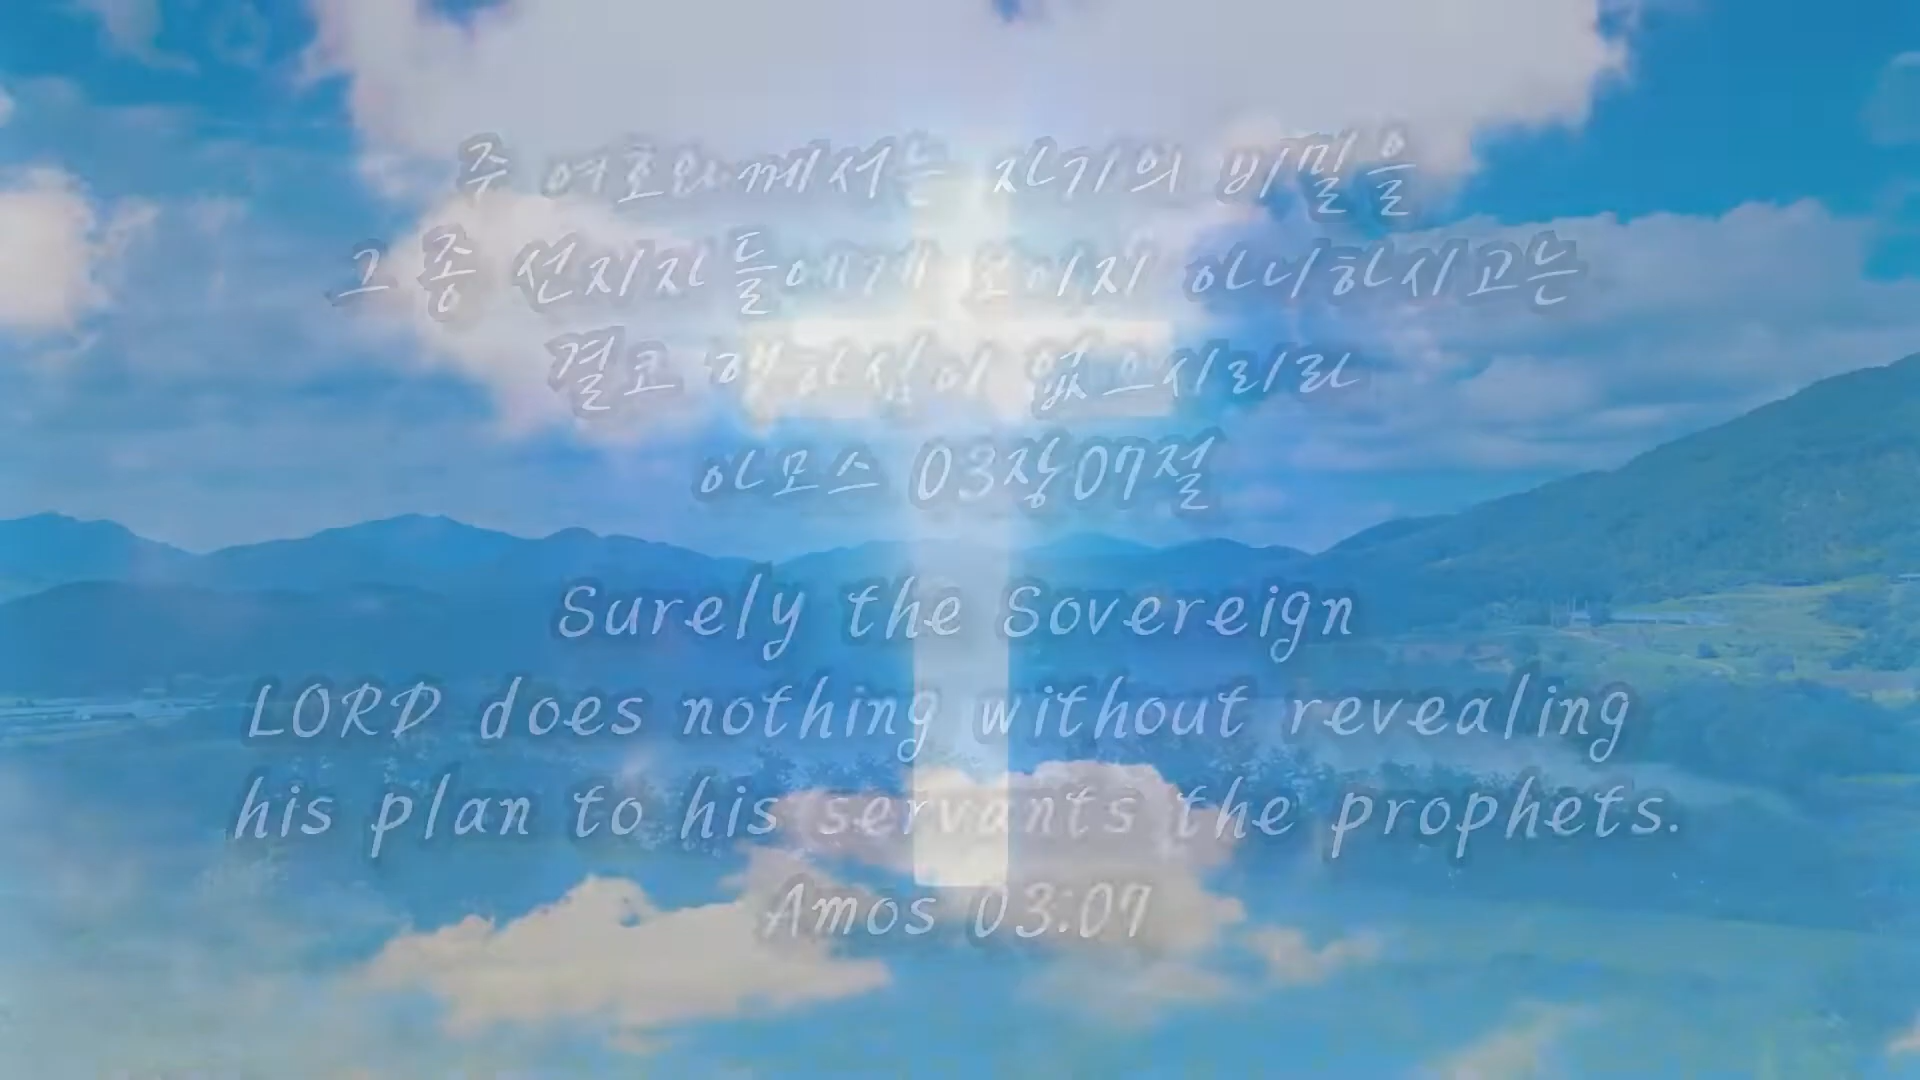 주 여호와께서는 자기의 비밀을
그 종 선지자들에게 보이지 아니하시고는
결코 행하심이 없으시리라
아모스 03장07절
Surely the Sovereign
LORD does nothing without revealing
his plan to his servants the prophets.
Amos 03:07